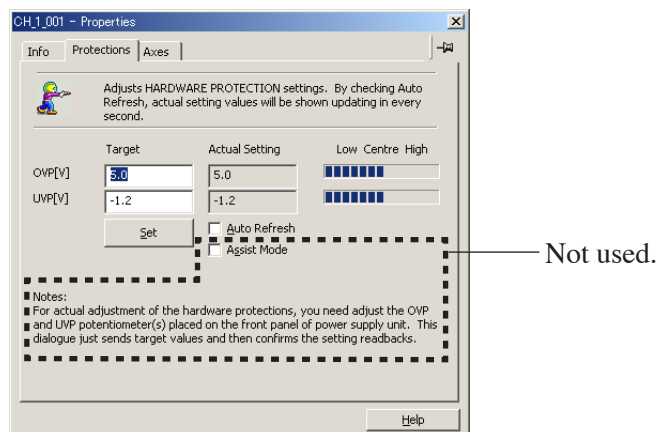 CH_1_001 - Properties
Info Protections Axes
Adjusts HARDWARE PROTECTION settings. By checking Auto
Refresh, actual setting values will be shown updating in every
second.
Target Actual Setting Low Centre High
OVP[V] 5.0 5.0
UVP[V] -1.2 -1.2
Set
Auto Refresh
Assist Mode
Not used.
Notes:
For actual adjustment of the hardware protections, you need adjust the OVP
and UVP potentiometer(s) placed on the front panel of power supply unit. This
dialogue just sends target values and then confirms the setting readbacks.
Help